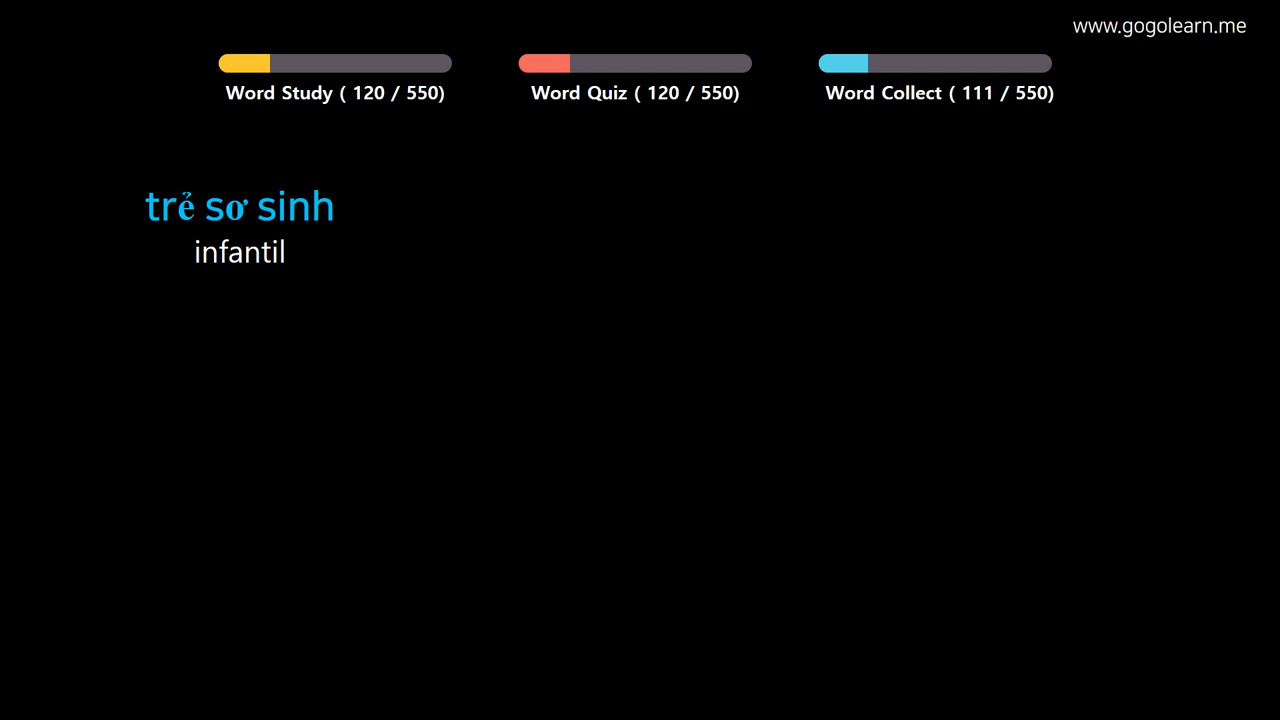 www.gogolearn.me
Word Study ( 120 / 550)
Word Quiz ( 120 / 550)
Word Collect ( 111 / 550)
trẻ sơ sinh
infantil